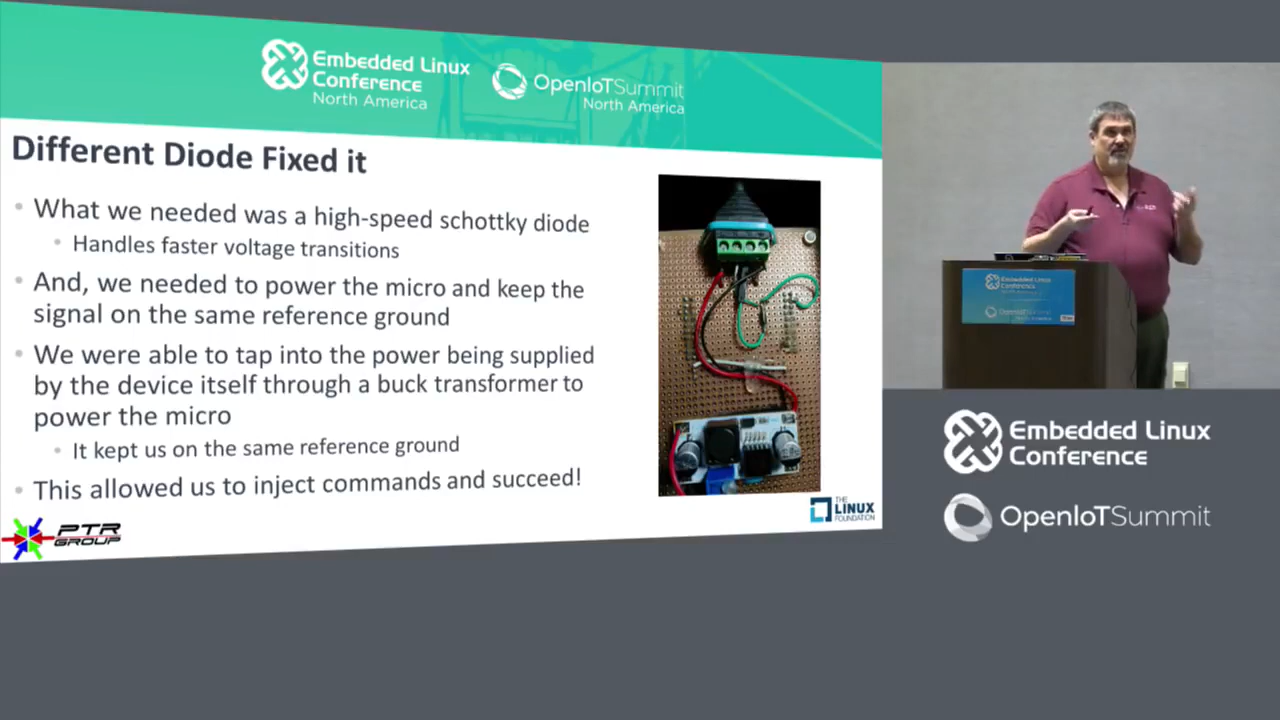 Embedded Linux
Conference
North America
OpenIoTSummit
North America
Different Diode Fixed it
What we needed was a high-speed schottky diode
Handles faster voltage transitions
And, we needed to power the micro and keep the
signal on the same reference ground
We were able to tap into the power being supplied
by the device itself through a buck transformer to
power the micro
It kept us on the same reference ground
This allowed us to inject commands and succeed!
PTR
GROUP
THE
LINUX
FOUNDATION
Embedded Linux
Conference
OpenIoTSummit
Embedded Linux
Conference
OpenIoTSummit